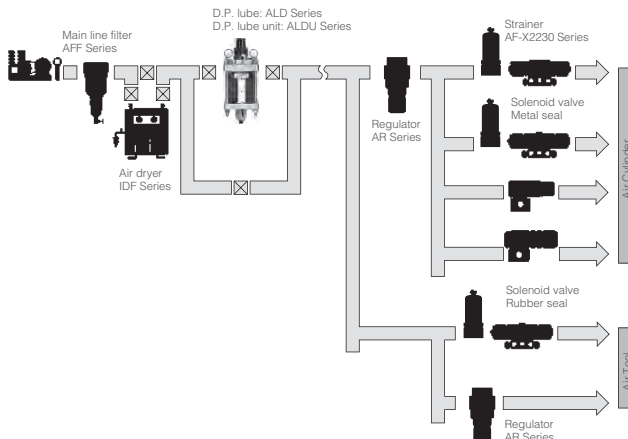 D.P. lube: ALD Series
D.P. lube unit: ALDU Series
Main line filter
AFF Series
Strainer
AF-X2230 Series
Regulator
AR Series
Solenoid valve
Metal seal
Air dryer
IDF Series
Air Cylinder
Solenoid valve
Rubber seal
Air Tool
Regulator
AR Series